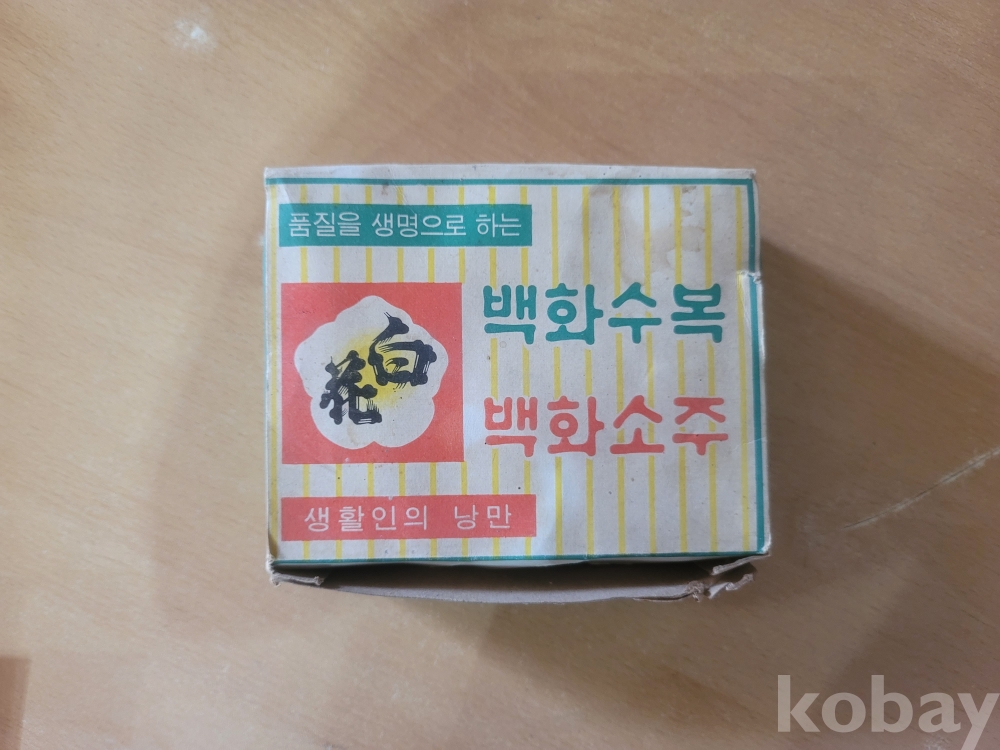 품질을 생명으로 하는
白花
백화수복
백화소주
생활인의 낭만
kobay